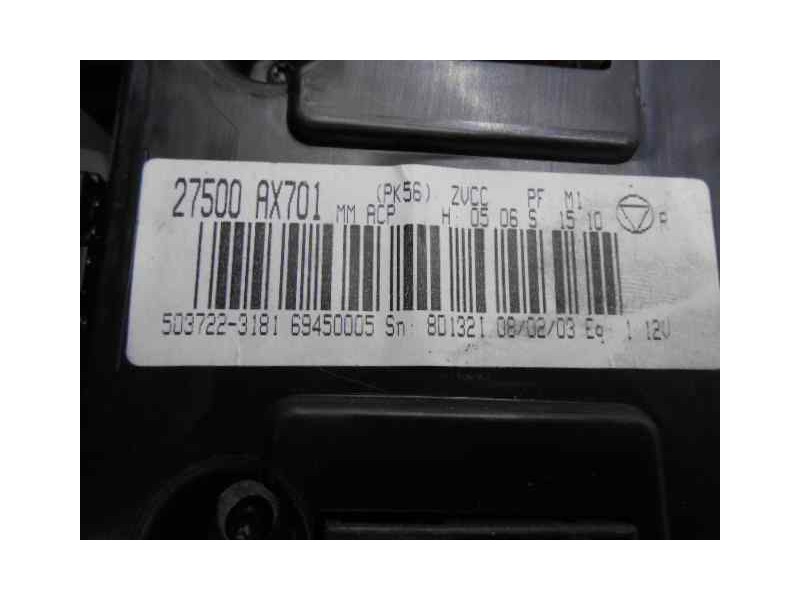 27500 AX701 (PK56) ZVCC PF M1
MM ACP H 05 06 S 15 10 R
503722-3181 69450005 Sn: 801321 08/02/03 Eq 1 12V